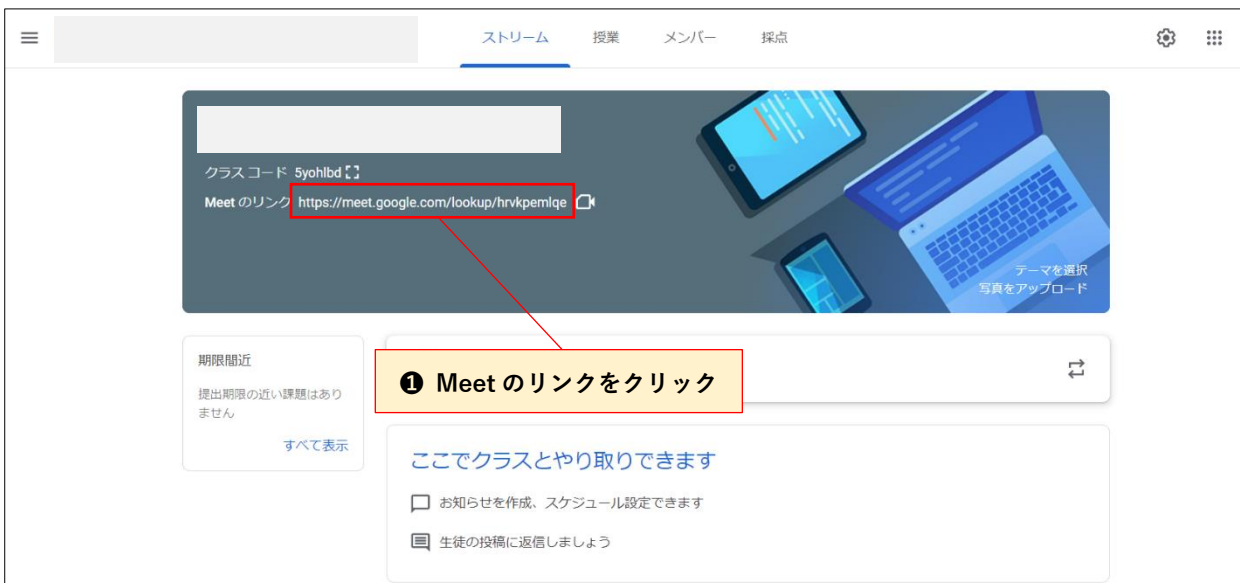 ストリーム 授業 メンバー 採点
クラス コード 5yohlbd
Meet のリンク https://meet.google.com/lookup/hrvkpemlqe
テーマを選択
写真をアップロード
期限間近
提出期限の近い課題はあり
ません
すべて表示
❶ Meet のリンクをクリック
ここでクラスとやり取りできます
お知らせを作成、スケジュール設定できます
生徒の投稿に返信しましょう